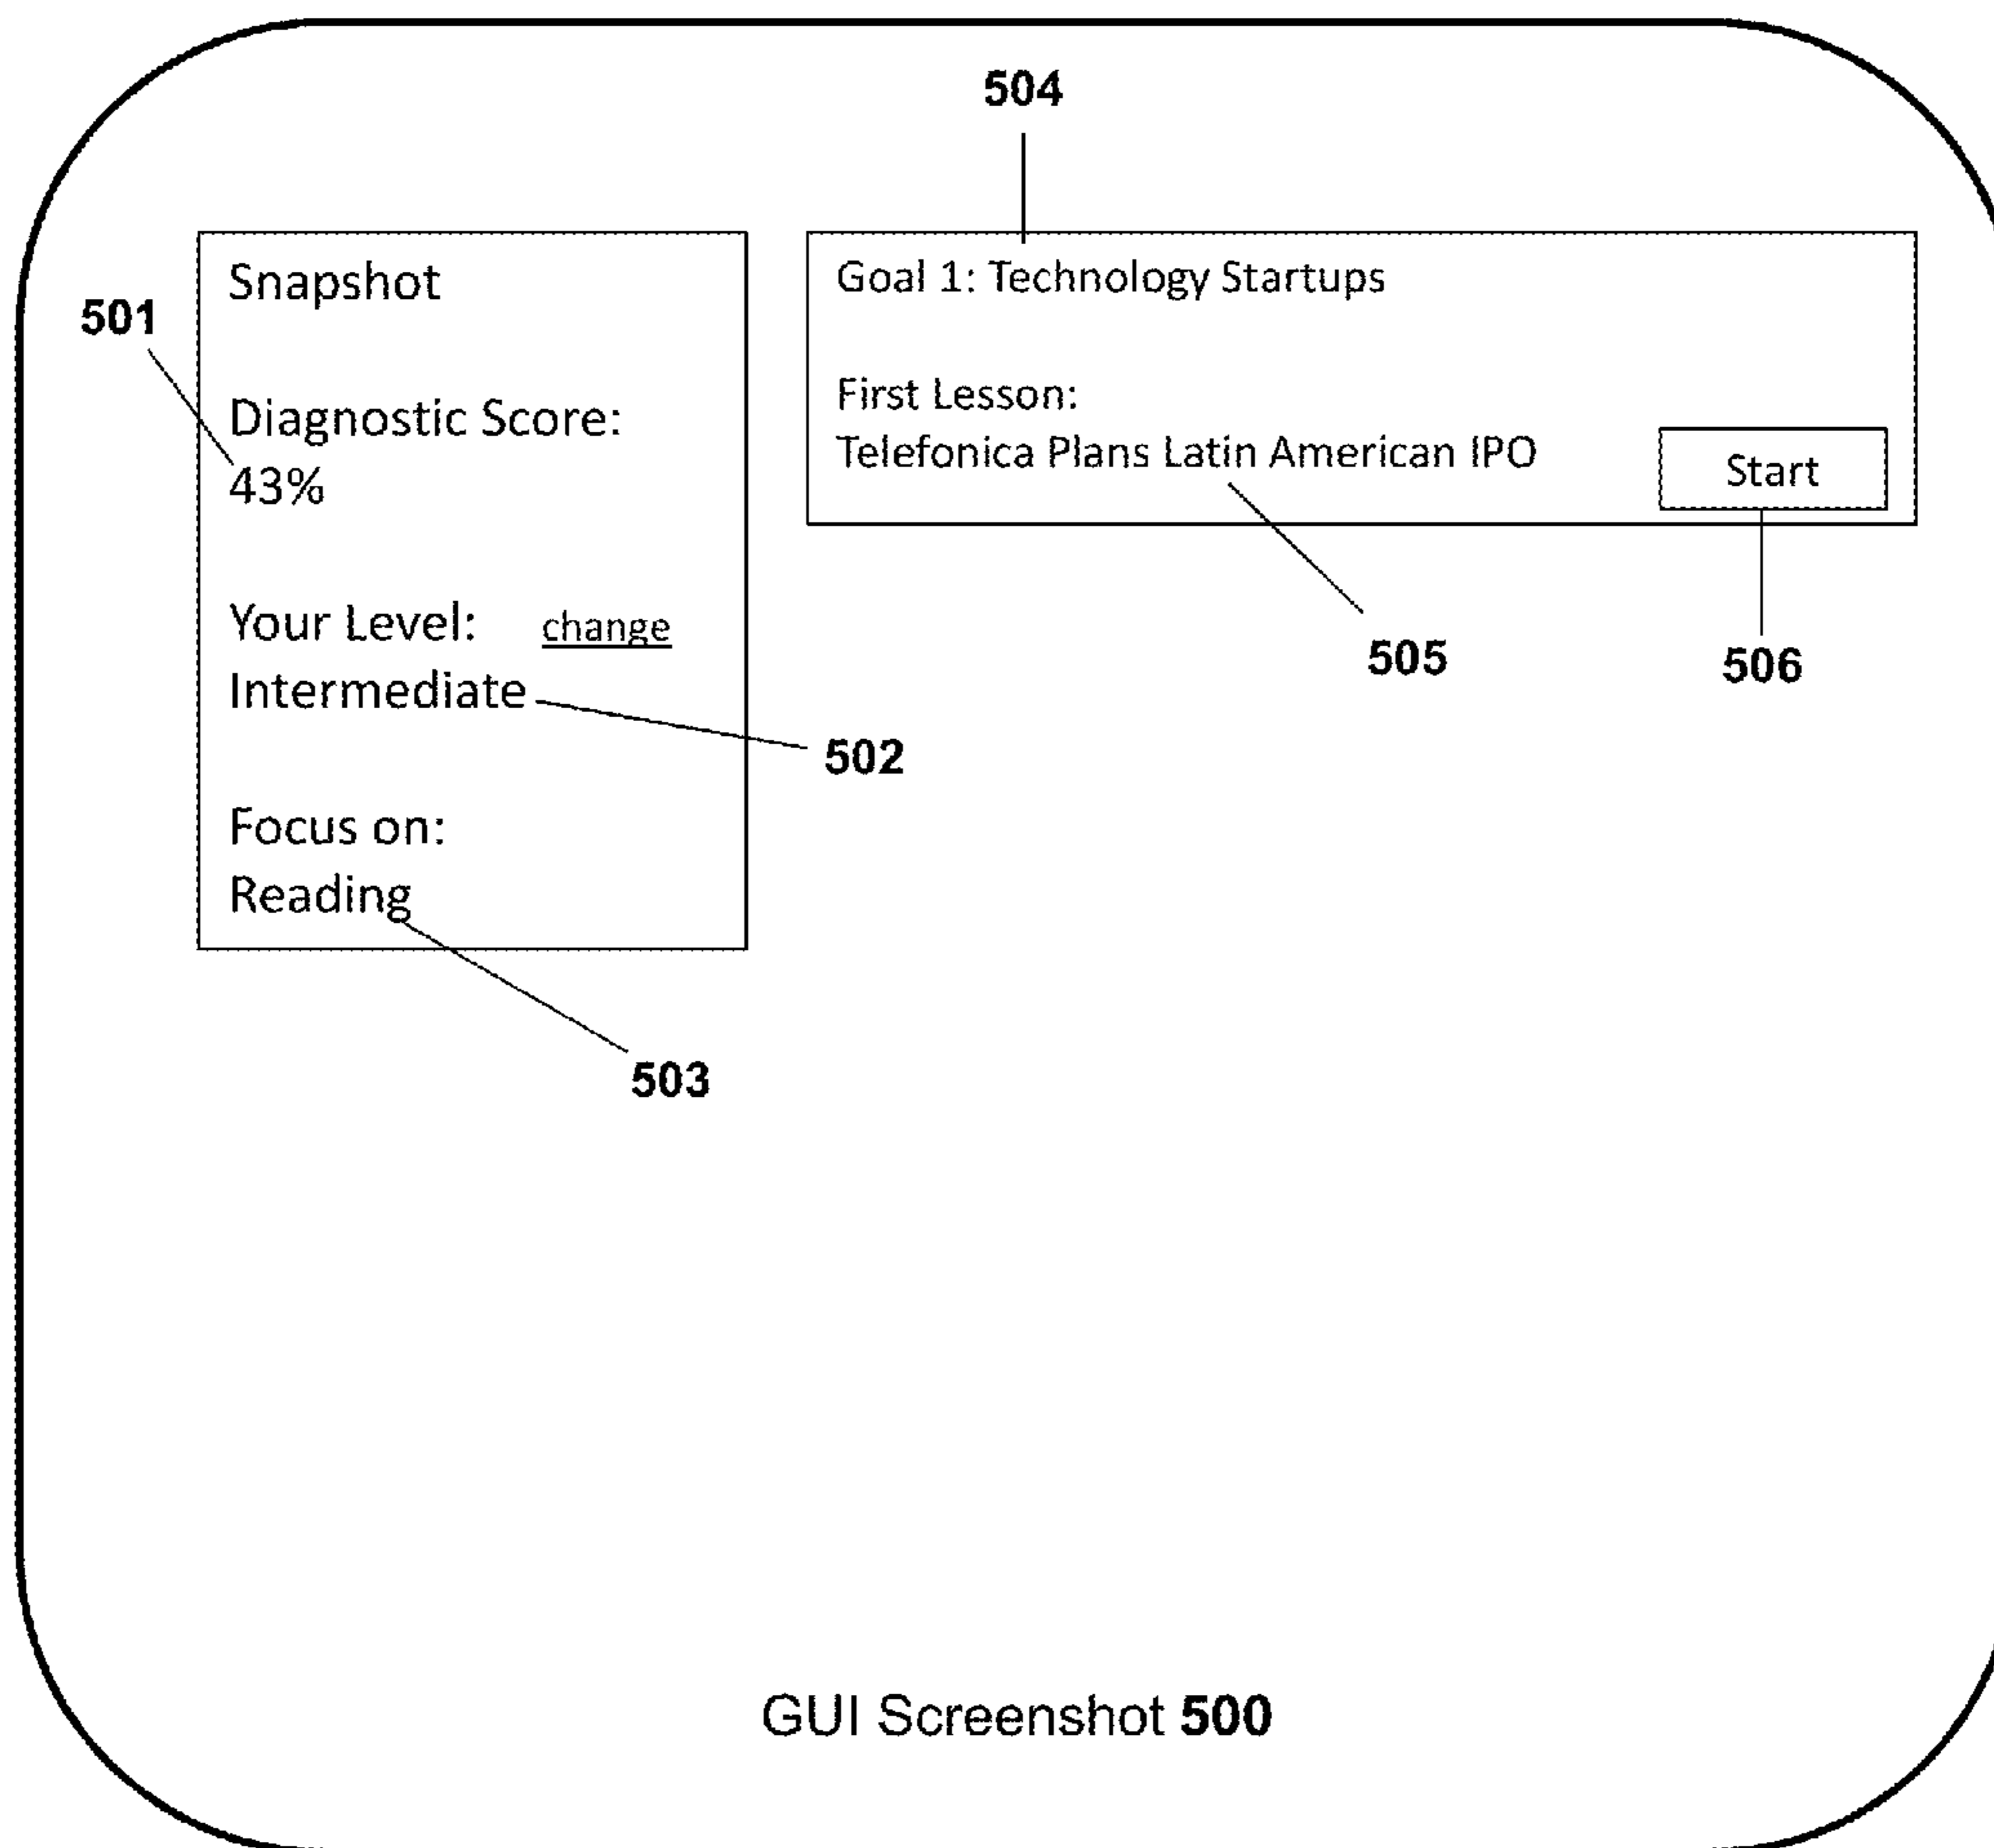 504
501
Snapshot
Diagnostic Score:
43%
Your Level: change
Intermediate
502
Focus on:
Reading
503
Goal 1: Technology Startups
First Lesson:
Telefonica Plans Latin American IPO
Start
505
506
GUI Screenshot 500